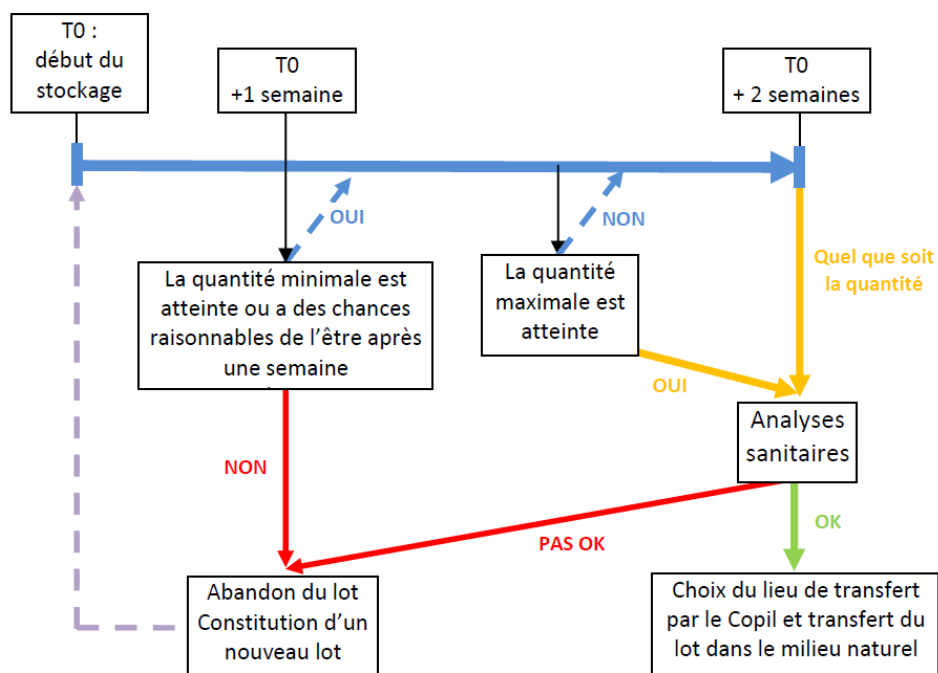 T0 :
début du
stockage
T0
+1 semaine
T0
+ 2 semaines
OUI
NON
Quel que soit
la quantité
La quantité minimale est
atteinte ou a des chances
raisonnables de l'être après
une semaine
La quantité
maximale est
atteinte
OUI
Analyses
sanitaires
NON
PAS OK
OK
Abandon du lot
Constitution d'un
nouveau lot
Choix du lieu de transfert
par le Copil et transfert du
lot dans le milieu naturel